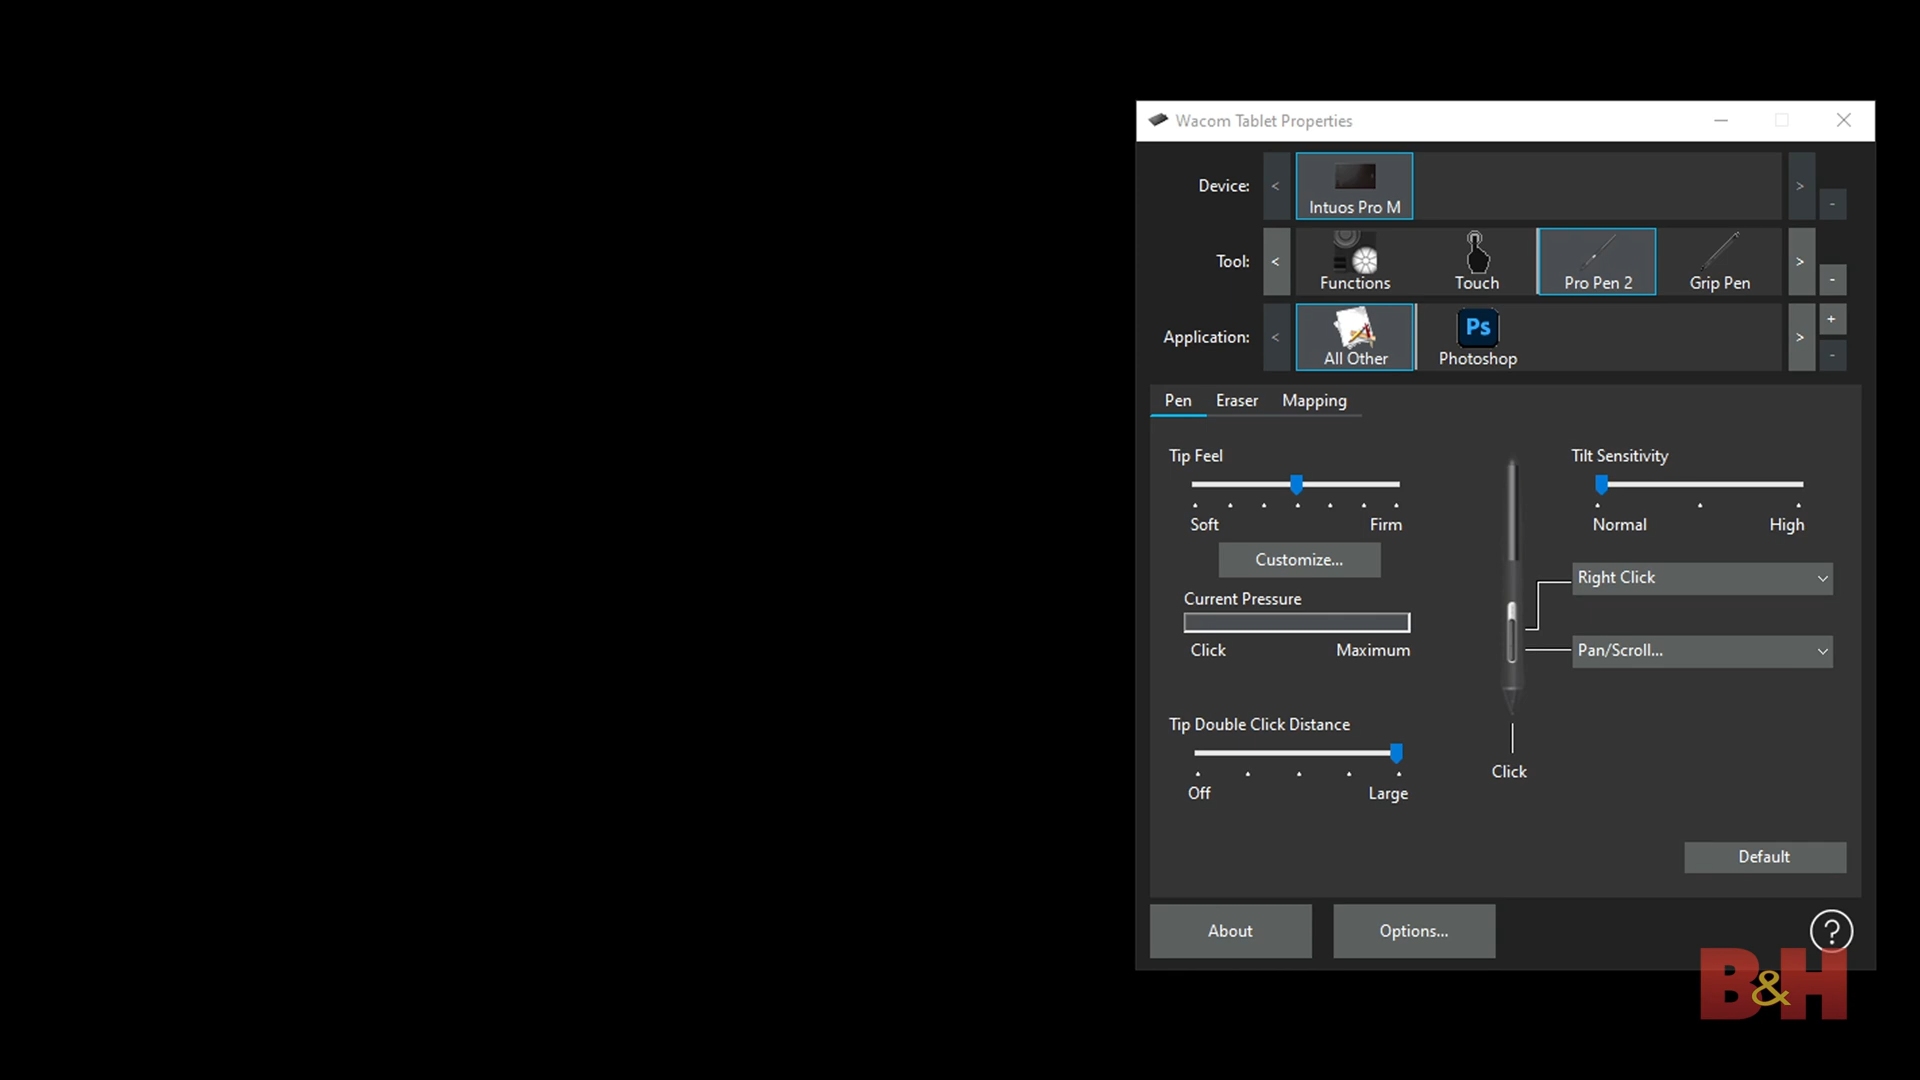 Wacom Tablet Properties
Device:
<
Intuos Pro M
>
-
Tool:
<
Functions
Touch
Pro Pen 2
Grip Pen
>
-
Application:
<
All Other
Ps
Photoshop
>
+
-
Pen Eraser Mapping
Tip Feel
Soft Firm
Customize...
Current Pressure
Click Maximum
Tip Double Click Distance
Off Large
Click
Tilt Sensitivity
Normal High
Right Click
Pan/Scroll...
Default
About
Options...
?
B&H